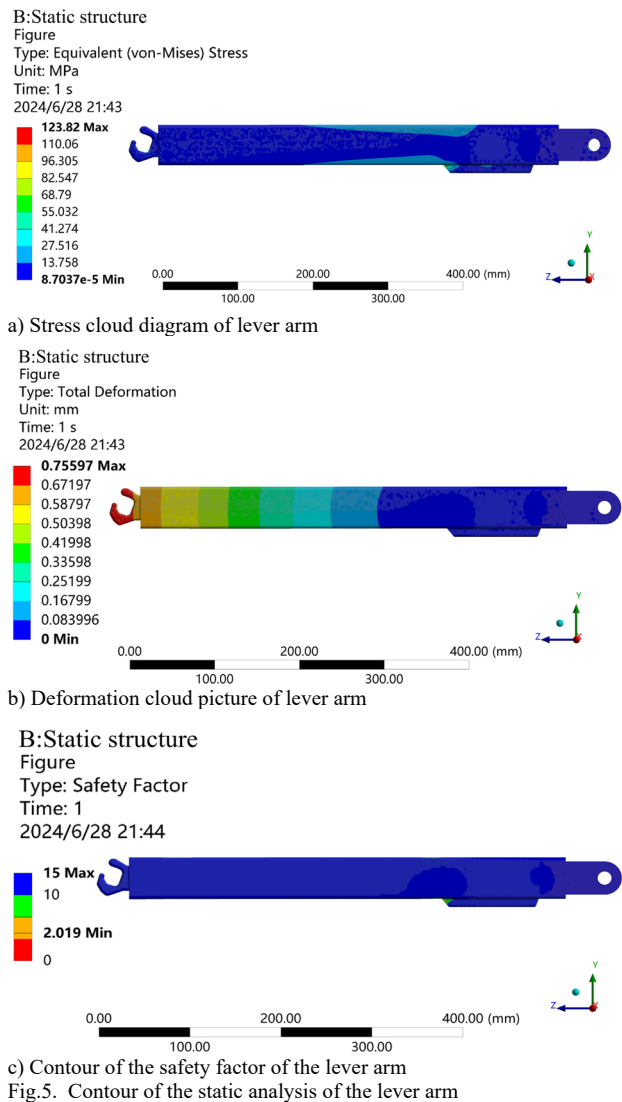 B:Static structure
Figure
Type: Equivalent (von-Mises) Stress
Unit: MPa
Time: 1 s
2024/6/28 21:43
123.82 Max
110.06
96.305
82.547
68.79
55.032
41.274
27.516
13.758
8.7037e-5 Min
0.00 200.00 400.00 (mm)
100.00 300.00
Y
Z X
a) Stress cloud diagram of lever arm
B:Static structure
Figure
Type: Total Deformation
Unit: mm
Time: 1 s
2024/6/28 21:43
0.75597 Max
0.67197
0.58797
0.50398
0.41998
0.33598
0.25199
0.16799
0.083996
0 Min
0.00 200.00 400.00 (mm)
100.00 300.00
Y
Z X
b) Deformation cloud picture of lever arm
B:Static structure
Figure
Type: Safety Factor
Time: 1
2024/6/28 21:44
15 Max
10
2.019 Min
0
0.00 200.00 400.00 (mm)
100.00 300.00
Y
Z X
c) Contour of the safety factor of the lever arm
Fig.5. Contour of the static analysis of the lever arm